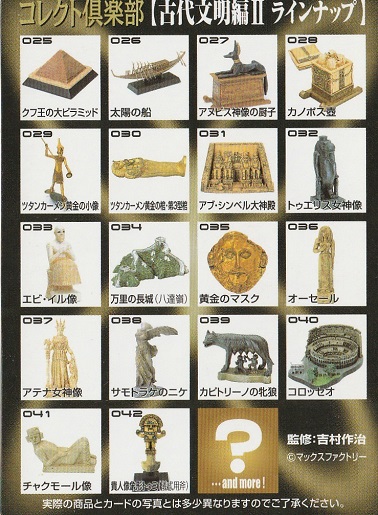 コレクト倶楽部【古代文明編Ⅱ ラインナップ】
025
026
027
028
クフ王の大ピラミッド
太陽の船
アヌビス神像の厨子
カノポス壺
029
030
031
032
ツタンカーメン黄金の小像
ツタンカーメン黄金の棺・第3型棺
アブ・シンベル大神殿
トゥエリス女神像
033
034
035
036
エビ・イル像
万里の長城(八達嶺)
黄金のマスク
オーセール
037
038
039
040
アテナ女神像
サモトラケのニケ
カピトリーノの牝狼
コロッセオ
041
042
?
...and more!
監修:吉村作治
©マックスファクトリー
チャクモール像
実際の商品とカードの写真とは多少異なりますのでご了承ください。